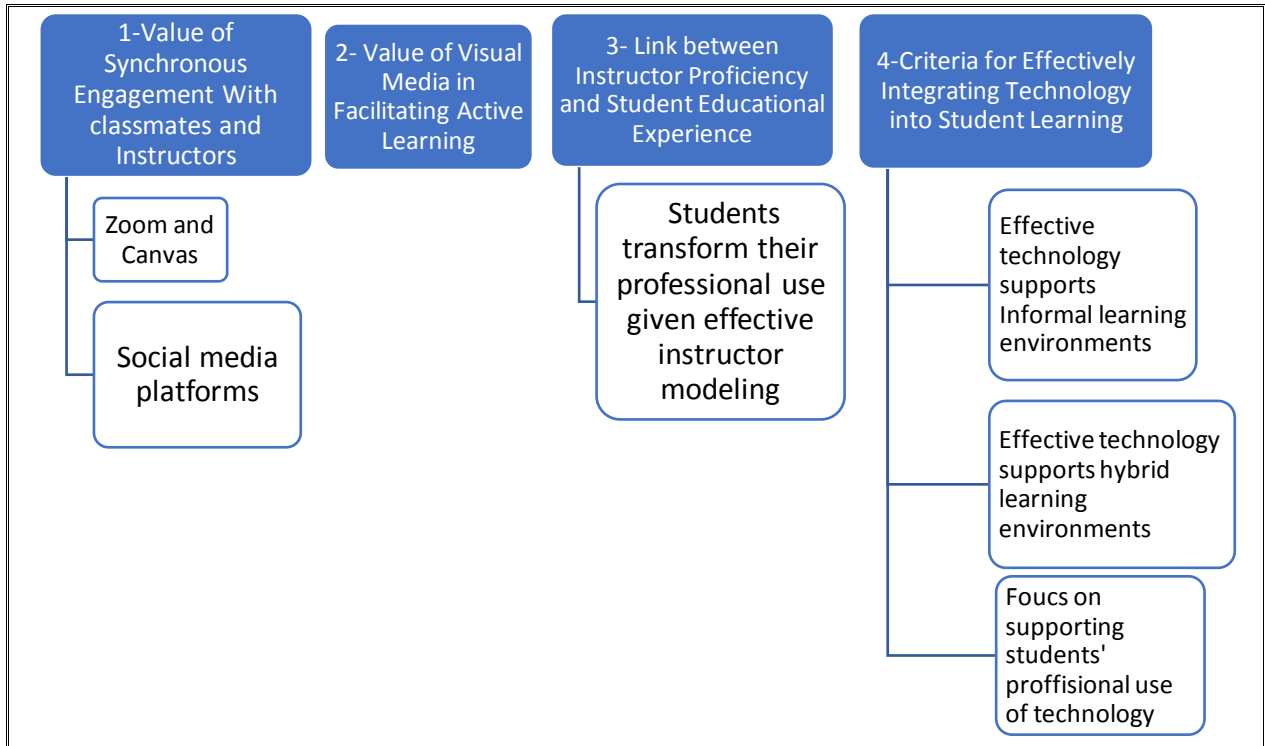 1-Value of
Synchronous
Engagement With
classmates and
Instructors
Zoom and
Canvas
Social media
platforms
2- Value of Visual
Media in
Facilitating Active
Learning
3- Link between
Instructor Proficiency
and Student Educational
Experience
Students
transform their
professional use
given effective
instructor
modeling
4-Criteria for Effectively
Integrating Technology
into Student Learning
Effective
technology
supports
Informal learning
environments
Effective technology
supports hybrid
learning
environments
Foucs on
supporting
students'
proffisional use
of technology